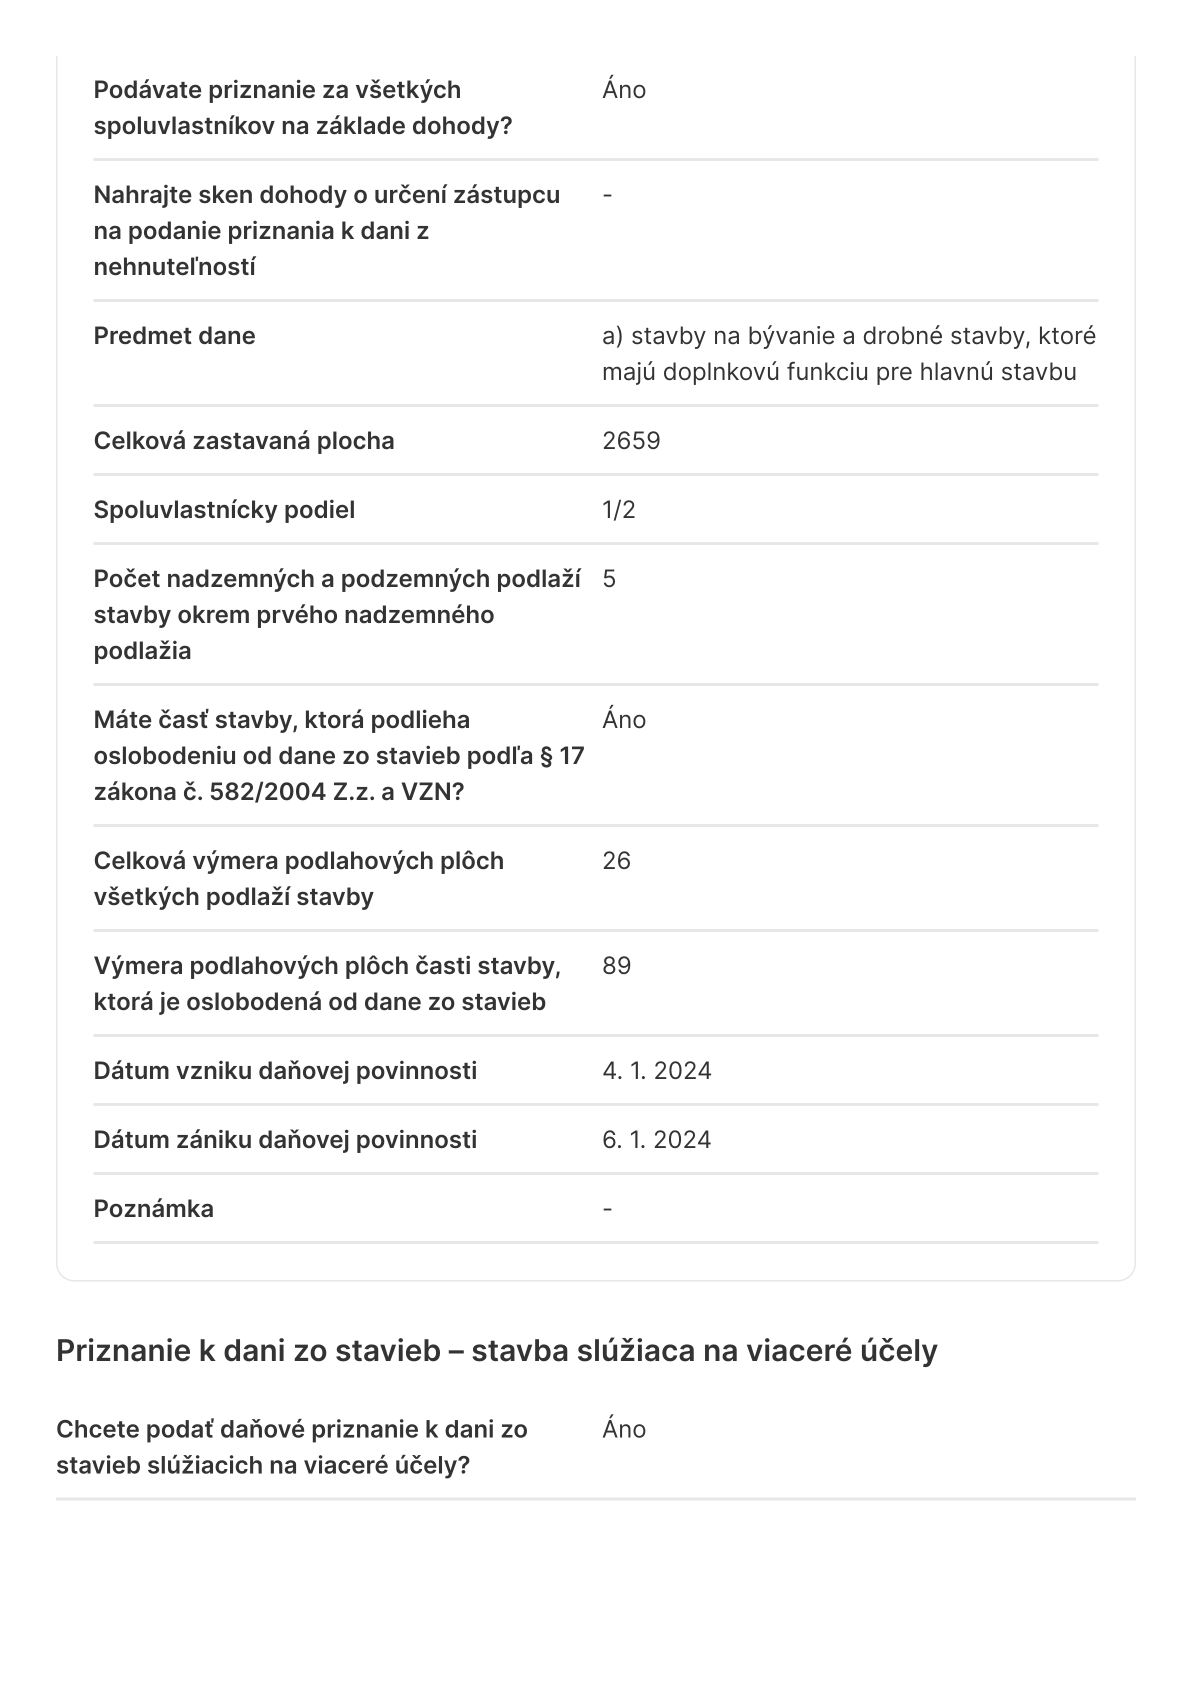 Podávate priznanie za všetkých
spoluvlastníkov na základe dohody?
Áno
Nahrajte sken dohody o určení zástupcu
na podanie priznania k dani z
nehnuteľností
-
Predmet dane
a) stavby na bývanie a drobné stavby, ktoré
majú doplnkovú funkciu pre hlavnú stavbu
Celková zastavaná plocha
2659
Spoluvlastnícky podiel
1/2
Počet nadzemných a podzemných podlaží
stavby okrem prvého nadzemného
podlažia
5
Máte časť stavby, ktorá podlieha
oslobodeniu od dane zo stavieb podľa § 17
zákona č. 582/2004 Z.z. a VZN?
Áno
Celková výmera podlahových plôch
všetkých podlaží stavby
26
Výmera podlahových plôch časti stavby,
ktorá je oslobodená od dane zo stavieb
89
Dátum vzniku daňovej povinnosti
4. 1. 2024
Dátum zániku daňovej povinnosti
6. 1. 2024
Poznámka
-
Priznanie k dani zo stavieb – stavba slúžiaca na viaceré účely
Chcete podať daňové priznanie k dani zo
stavieb slúžiacich na viaceré účely?
Áno